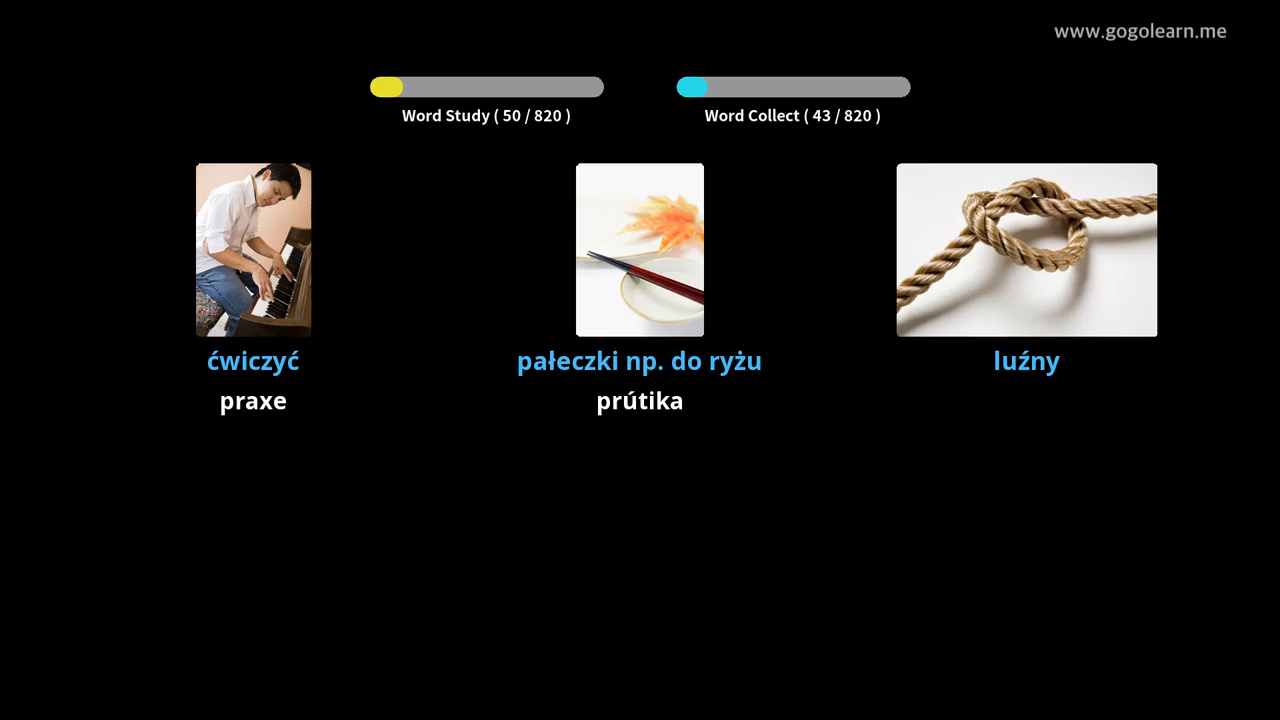 www.gogolearn.me
Word Study ( 50 / 820 )
Word Collect ( 43 / 820 )
ćwiczyć
praxe
pałeczki np. do ryżu
prútika
luźny